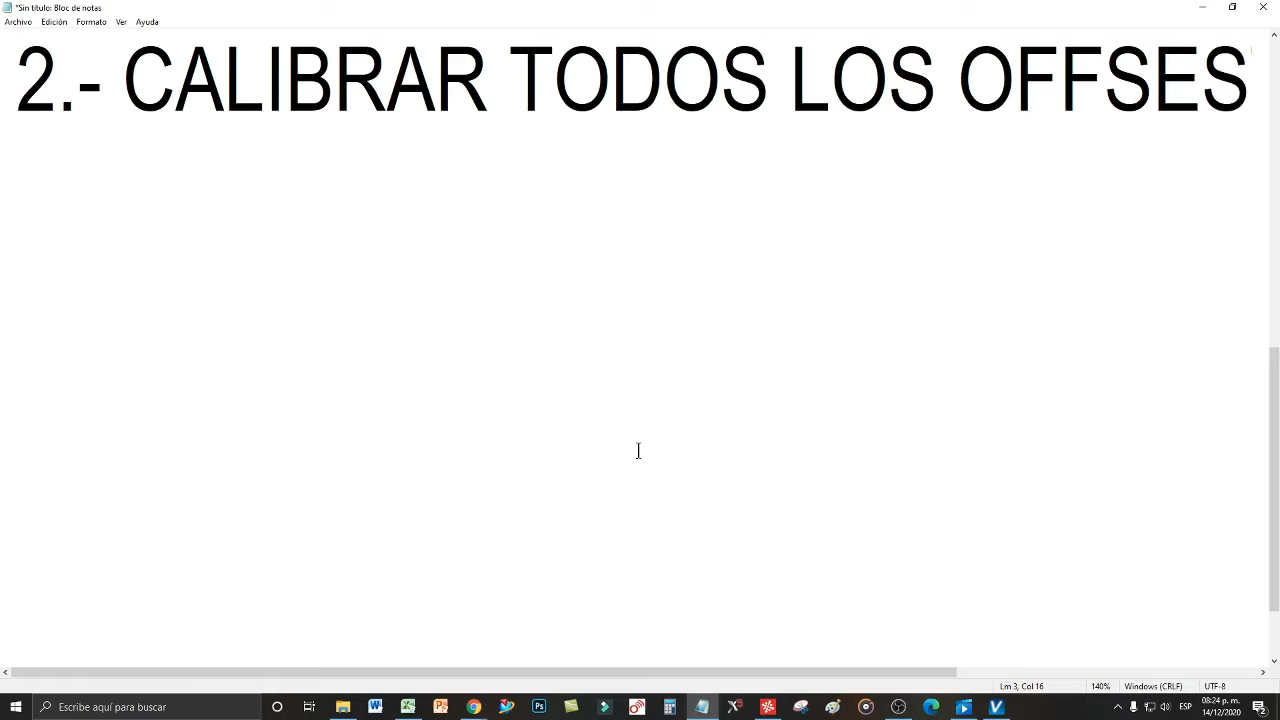 *Sin título: Bloc de notas
Archivo Edición Formato Ver Ayuda
2.- CALIBRAR TODOS LOS OFFSES
Lm 3, Col 16 140% Windows (CRLF) UTF-8
Escribe aquí para buscar
ESP
08:24 p. m.
14/12/2020